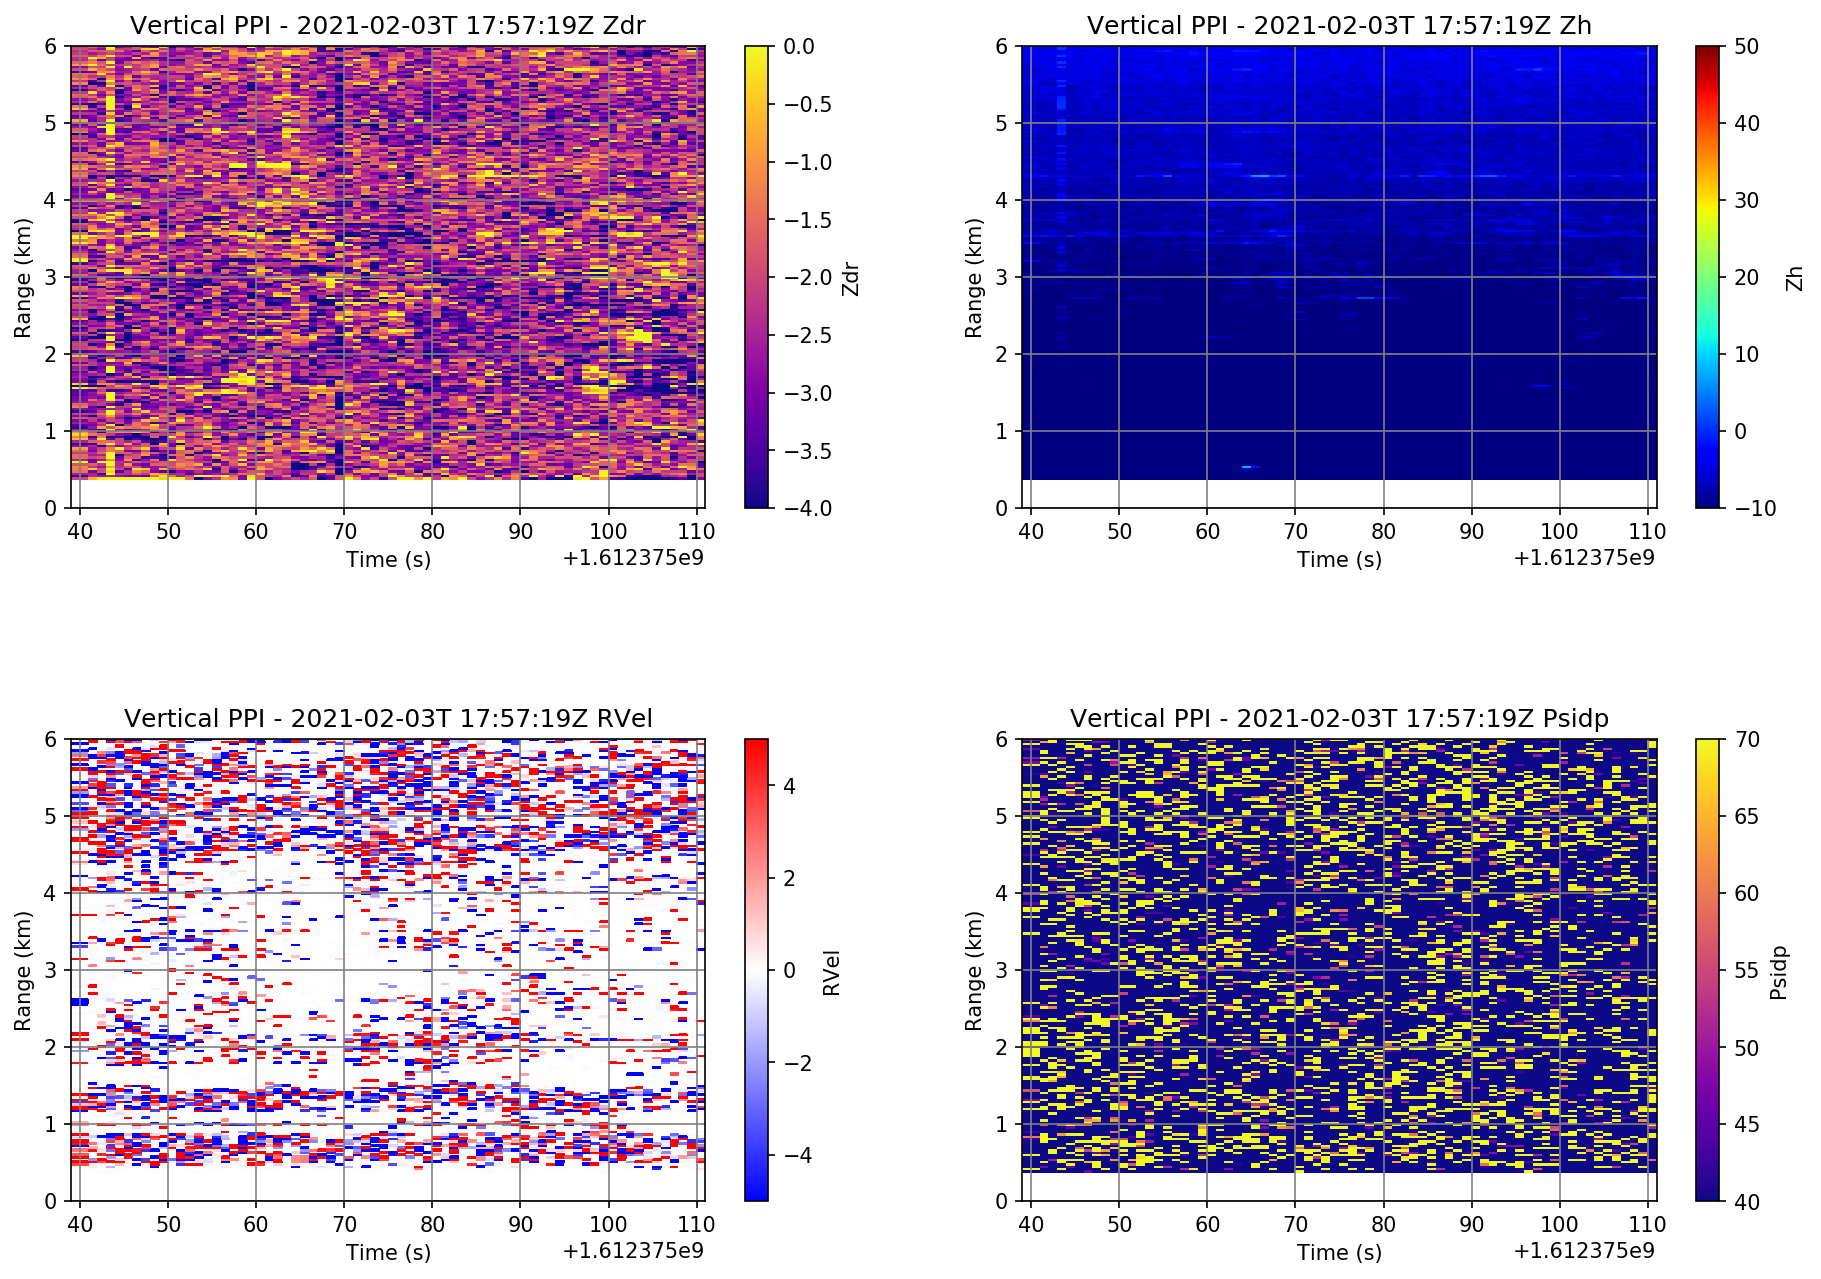 Vertical PPI - 2021-02-03T 17:57:19Z Zdr
6
5
4
3
2
1
0
Range (km)
40 50 60 70 80 90 100 110
Time (s)
+1.612375e9
0.0
−0.5
−1.0
−1.5
−2.0
−2.5
−3.0
−3.5
−4.0
Zdr
Vertical PPI - 2021-02-03T 17:57:19Z Zh
6
5
4
3
2
1
0
Range (km)
40 50 60 70 80 90 100 110
Time (s)
+1.612375e9
50
40
30
20
10
0
−10
Zh
Vertical PPI - 2021-02-03T 17:57:19Z RVel
6
5
4
3
2
1
0
Range (km)
40 50 60 70 80 90 100 110
Time (s)
+1.612375e9
4
2
0
−2
−4
RVel
Vertical PPI - 2021-02-03T 17:57:19Z Psidp
6
5
4
3
2
1
0
Range (km)
40 50 60 70 80 90 100 110
Time (s)
+1.612375e9
70
65
60
55
50
45
40
Psidp